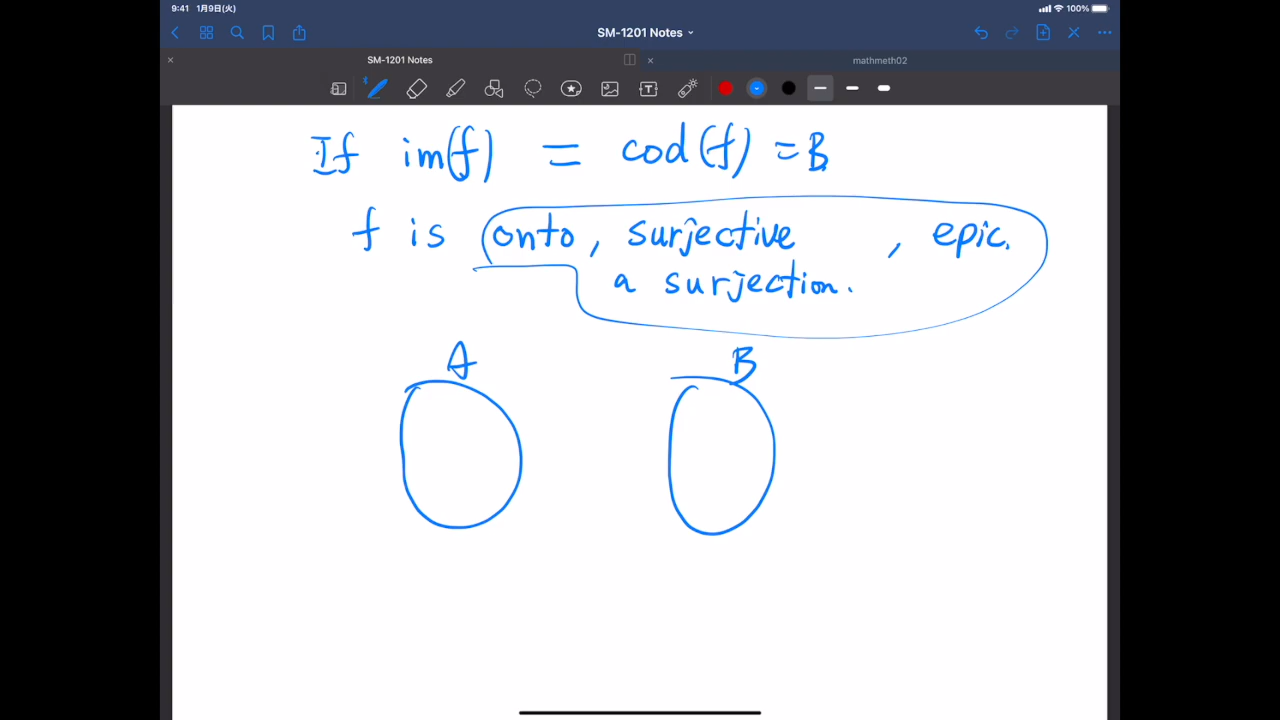 9:41 1月9日(火) 100%
SM-1201 Notes
SM-1201 Notes mathmeth02
If im(f) = cod(f) = B
f is onto, surjective , epic.
a surjection.
A B